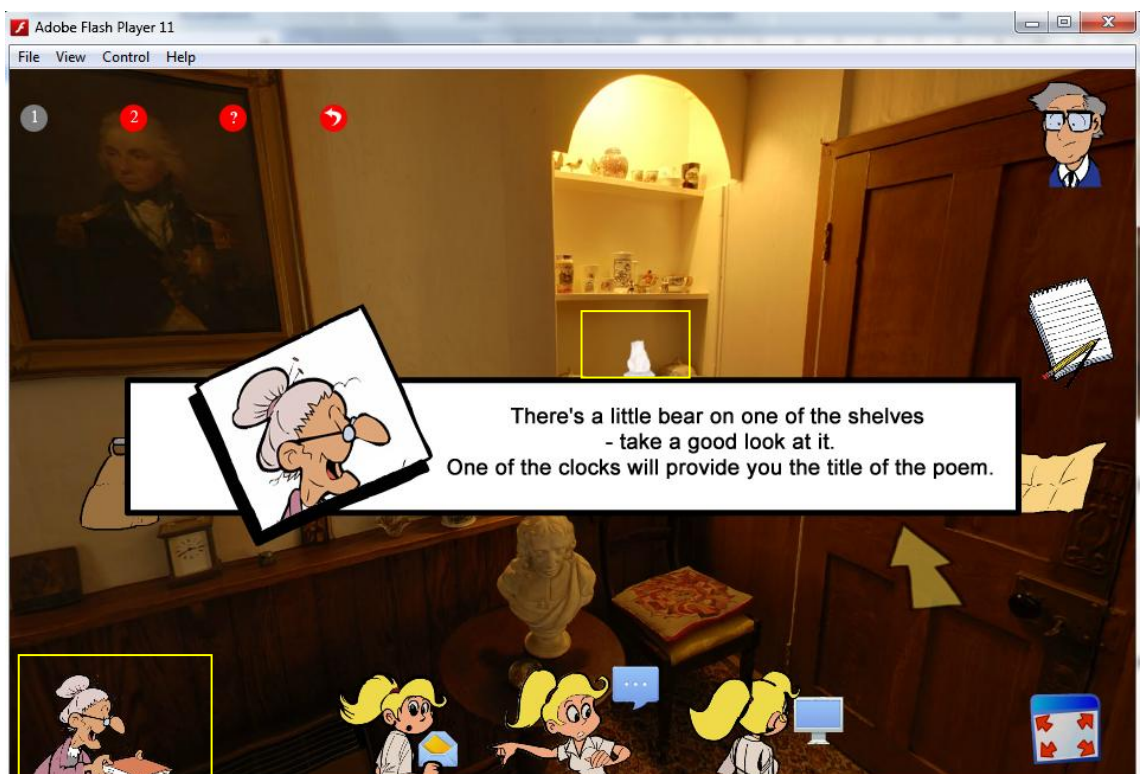 Adobe Flash Player 11
File View Control Help
1 2 ?
There's a little bear on one of the shelves
- take a good look at it.
One of the clocks will provide you the title of the poem.